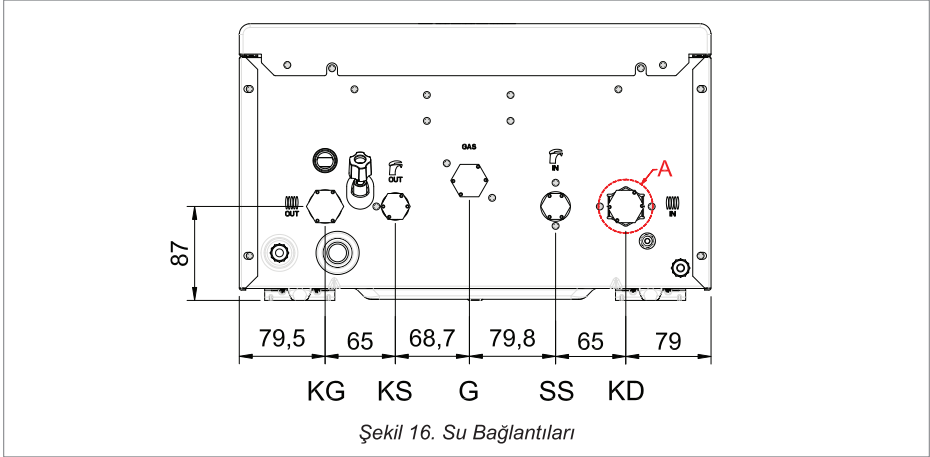 GAS
OUT
IN
A
OUT
IN
87
79,5
65
68,7
79,8
65
79
KG
KS
G
SS
KD
Şekil 16. Su Bağlantıları